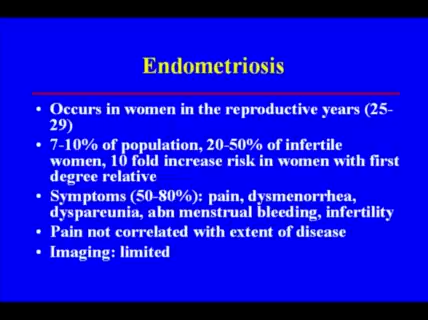 Endometriosis
• Occurs in women in the reproductive years (25-
29)
• 7-10% of population, 20-50% of infertile
women, 10 fold increase risk in women with first
degree relative
• Symptoms (50-80%): pain, dysmenorrhea,
dyspareunia, abn menstrual bleeding, infertility
• Pain not correlated with extent of disease
• Imaging: limited